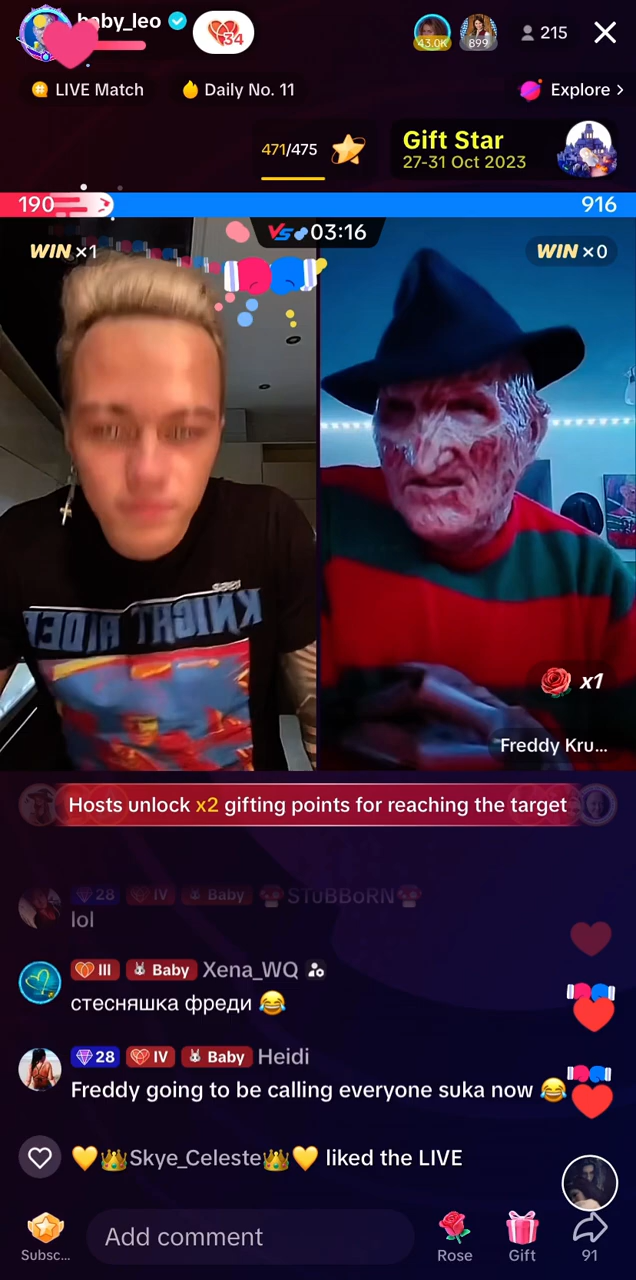 baby_leo
34
43.0K
899
215
LIVE Match
Daily No. 11
Explore >
471/475
Gift Star
27-31 Oct 2023
190
916
VS
03:16
WIN ×1
WIN ×0
KNIGHT RIDER
x1
Freddy Kru...
Hosts unlock x2 gifting points for reaching the target
28 IV Baby STuBBoRN
lol
III Baby Xena_WQ
стесняшка фреди 😂
28 IV Baby Heidi
Freddy going to be calling everyone suka now 😂
💛👑Skye_Celeste👑💛 liked the LIVE
Subsc...
Add comment
Rose
Gift
91